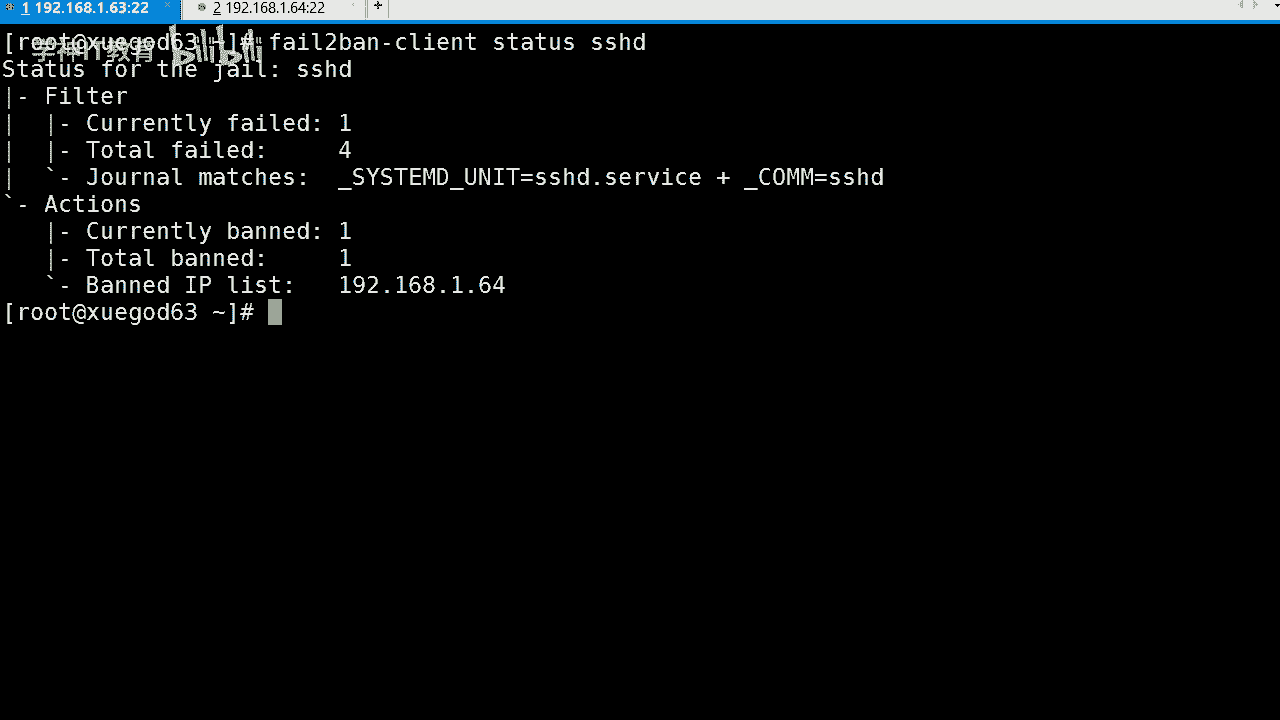 1 192.168.1.63:22 × 2 192.168.1.64:22 +
[root@xuegod63 ~]# fail2ban-client status sshd
学神IT教育 bilibili
Status for the jail: sshd
|- Filter
|  |- Currently failed: 1
|  |- Total failed:     4
|  `- Journal matches:  _SYSTEMD_UNIT=sshd.service + _COMM=sshd
`- Actions
   |- Currently banned: 1
   |- Total banned:     1
   `- Banned IP list:   192.168.1.64
[root@xuegod63 ~]#